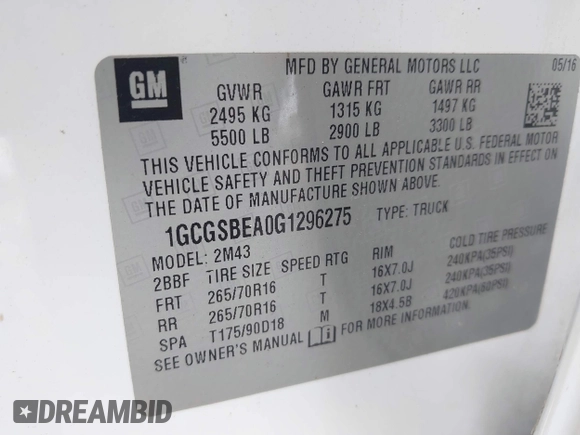 GM
MFD BY GENERAL MOTORS LLC 05/16
GVWR GAWR FRT GAWR RR
2495 KG 1315 KG 1497 KG
5500 LB 2900 LB 3300 LB
THIS VEHICLE CONFORMS TO ALL APPLICABLE U.S. FEDERAL MOTOR
VEHICLE SAFETY AND THEFT PREVENTION STANDARDS IN EFFECT ON
THE DATE OF MANUFACTURE SHOWN ABOVE.
1GCGSBEA0G1296275 TYPE: TRUCK
MODEL: 2M43
2BBF TIRE SIZE SPEED RTG RIM COLD TIRE PRESSURE
FRT 265/70R16 T 16X7.0J 240KPA(35PSI)
RR 265/70R16 T 16X7.0J 240KPA(35PSI)
SPA T175/90D18 M 18X4.5B 420KPA(60PSI)
SEE OWNER'S MANUAL FOR MORE INFORMATION
DREAMBID